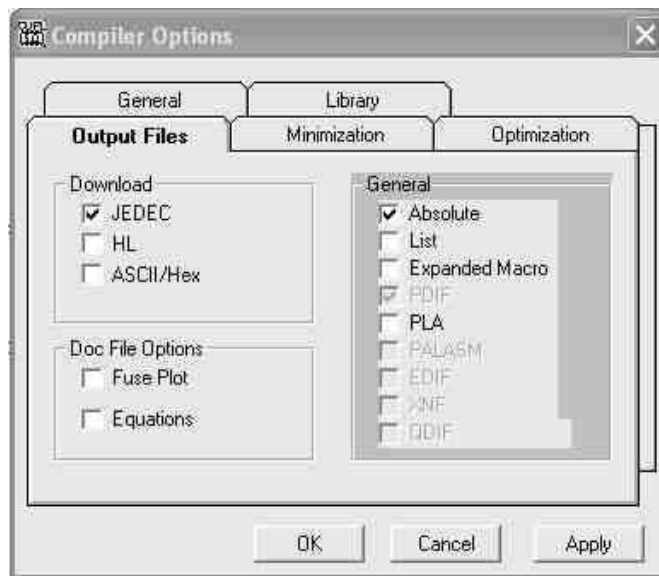 Compiler Options
General
Library
Output Files
Minimization
Optimization
Download
JEDEC
HL
ASCII/Hex
Doc File Options
Fuse Plot
Equations
General
Absolute
List
Expanded Macro
PDIF
PLA
PALASM
EDIF
XNF
QDIF
OK
Cancel
Apply